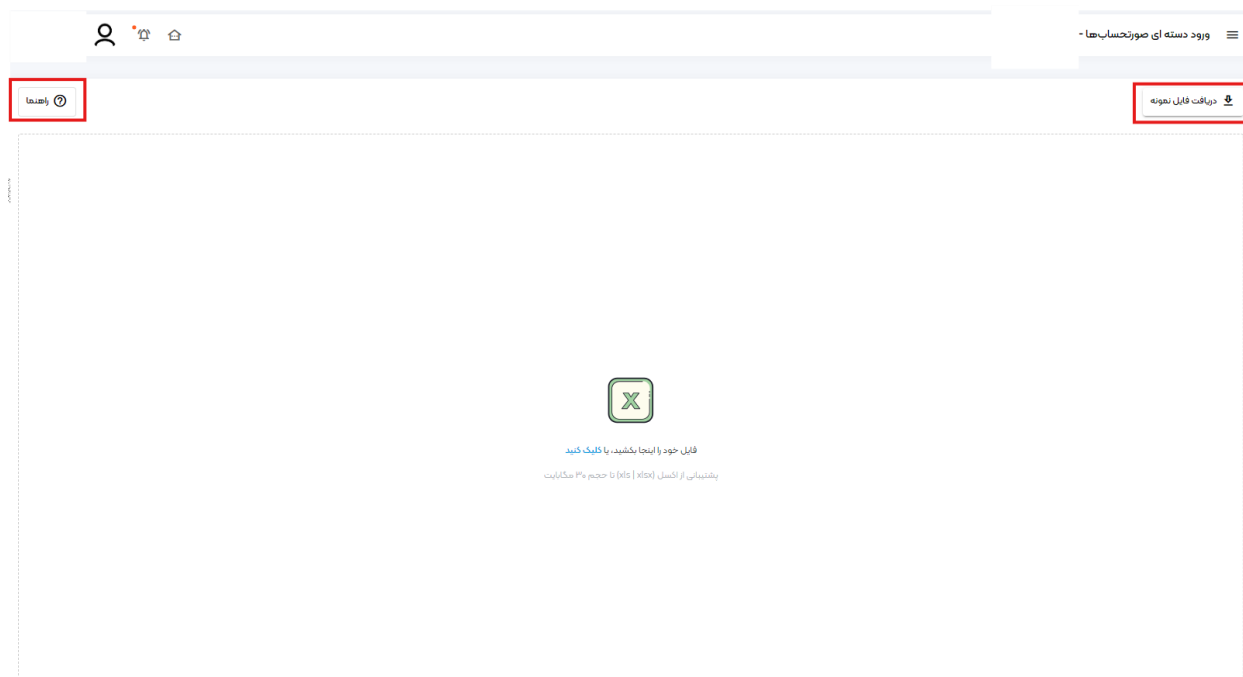 ورود دسته ای صورتحساب‌ها -
دریافت فایل نمونه
راهنما
X
فایل خود را اینجا بکشید، یا کلیک کنید
پشتیبانی از اکسل (xls | xlsx) تا حجم ۳۰ مگابایت